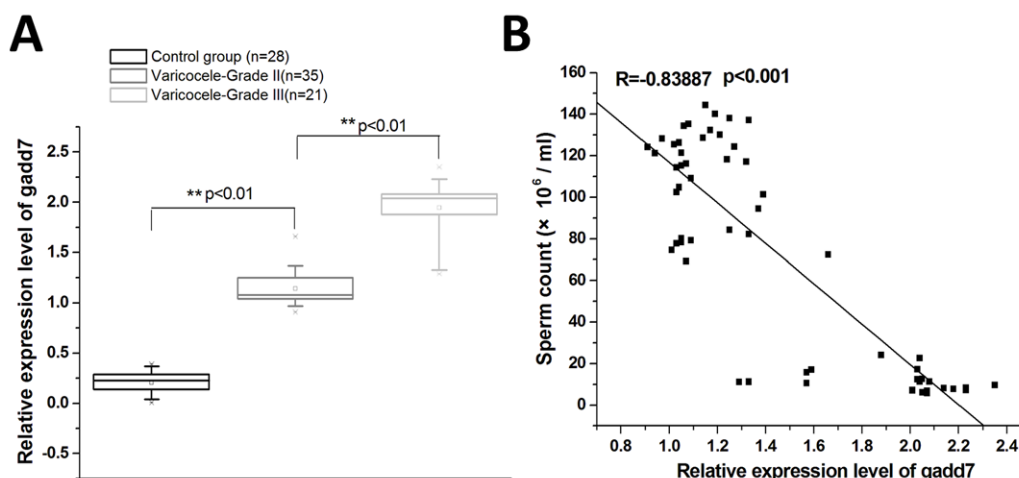 A
Control group (n=28)
Varicocele-Grade II(n=35)
Varicocele-Grade III(n=21)
Relative expression level of gadd7
2.5
2.0
1.5
1.0
0.5
0.0
-0.5
**p<0.01
**p<0.01
B
R=-0.83887 p<0.001
Sperm count (× 10⁶ / ml)
160
140
120
100
80
60
40
20
0
0.8 1.0 1.2 1.4 1.6 1.8 2.0 2.2 2.4
Relative expression level of gadd7